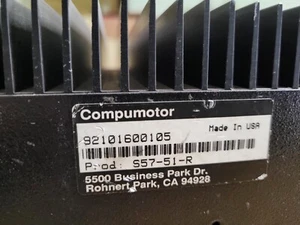 Compumotor
92101600105 Made In USA
Prod: S57-51-R
5500 Business Park Dr.
Rohnert Park, CA 94928